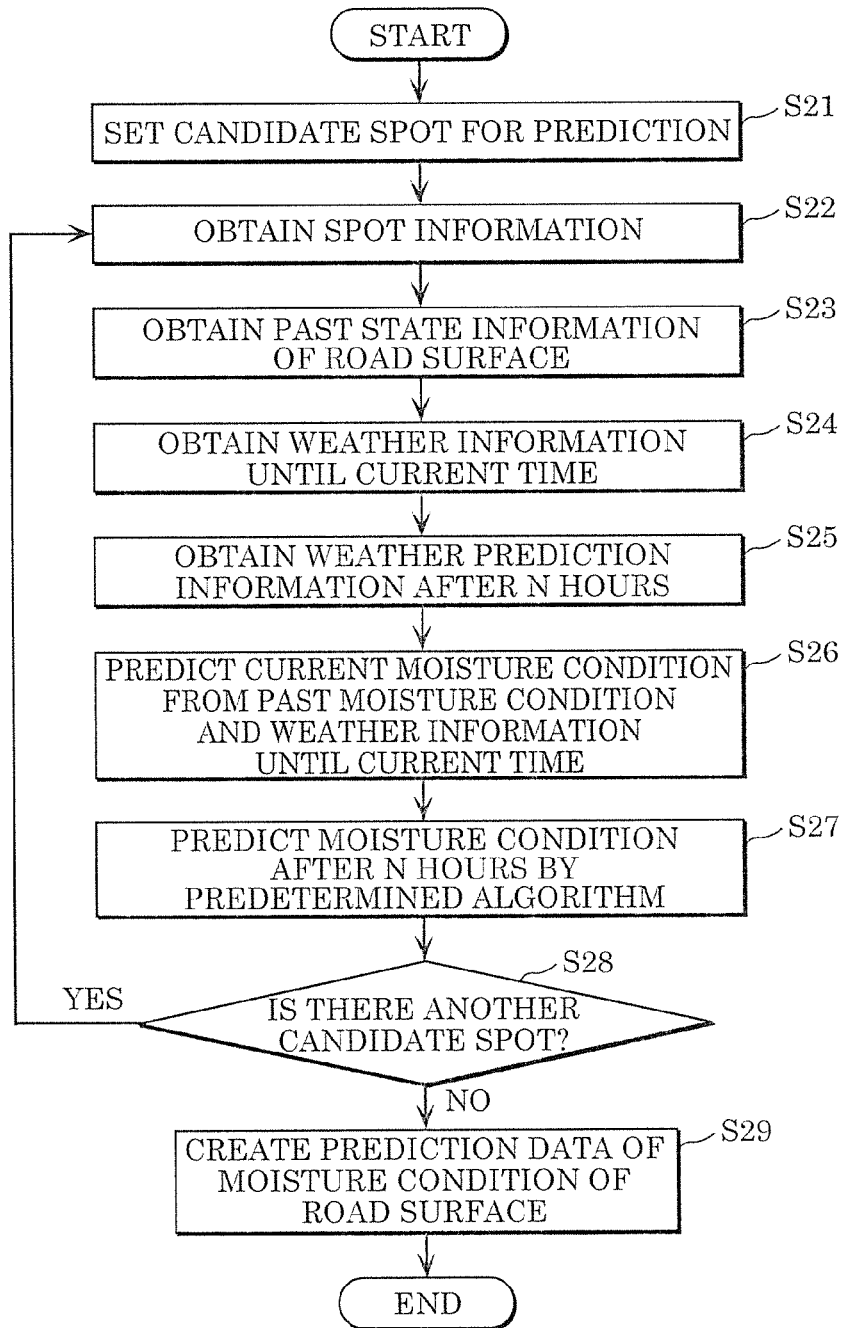 START
SET CANDIDATE SPOT FOR PREDICTION
S21
OBTAIN SPOT INFORMATION
S22
OBTAIN PAST STATE INFORMATION
OF ROAD SURFACE
S23
OBTAIN WEATHER INFORMATION
UNTIL CURRENT TIME
S24
OBTAIN WEATHER PREDICTION
INFORMATION AFTER N HOURS
S25
PREDICT CURRENT MOISTURE CONDITION
FROM PAST MOISTURE CONDITION
AND WEATHER INFORMATION
UNTIL CURRENT TIME
S26
PREDICT MOISTURE CONDITION
AFTER N HOURS BY
PREDETERMINED ALGORITHM
S27
S28
YES
IS THERE ANOTHER
CANDIDATE SPOT?
NO
CREATE PREDICTION DATA OF
MOISTURE CONDITION OF
ROAD SURFACE
S29
END